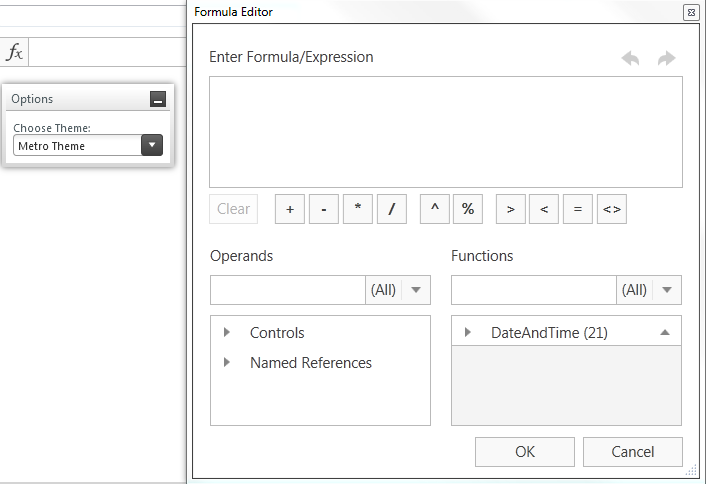 Formula Editor
fx
Enter Formula/Expression
Options
Choose Theme:
Metro Theme
Clear + - * / ^ % > < = <>
Operands Functions
(All) (All)
Controls DateAndTime (21)
Named References
OK Cancel